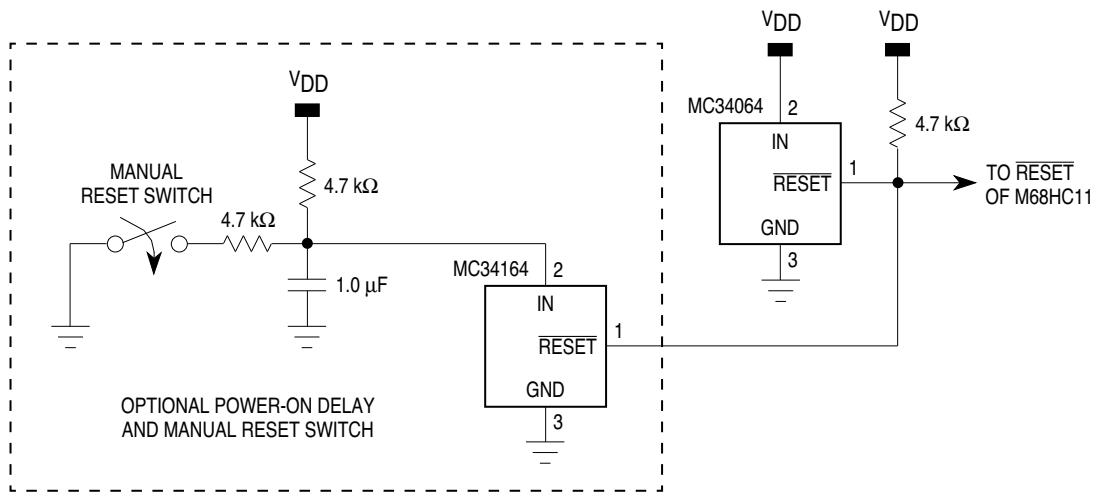 VDD
VDD
VDD
MC34064
2
IN
4.7 kΩ
1
RESET
GND
3
TO RESET
OF M68HC11
MANUAL
RESET SWITCH
4.7 kΩ
4.7 kΩ
1.0 µF
MC34164
2
IN
1
RESET
GND
3
OPTIONAL POWER-ON DELAY
AND MANUAL RESET SWITCH